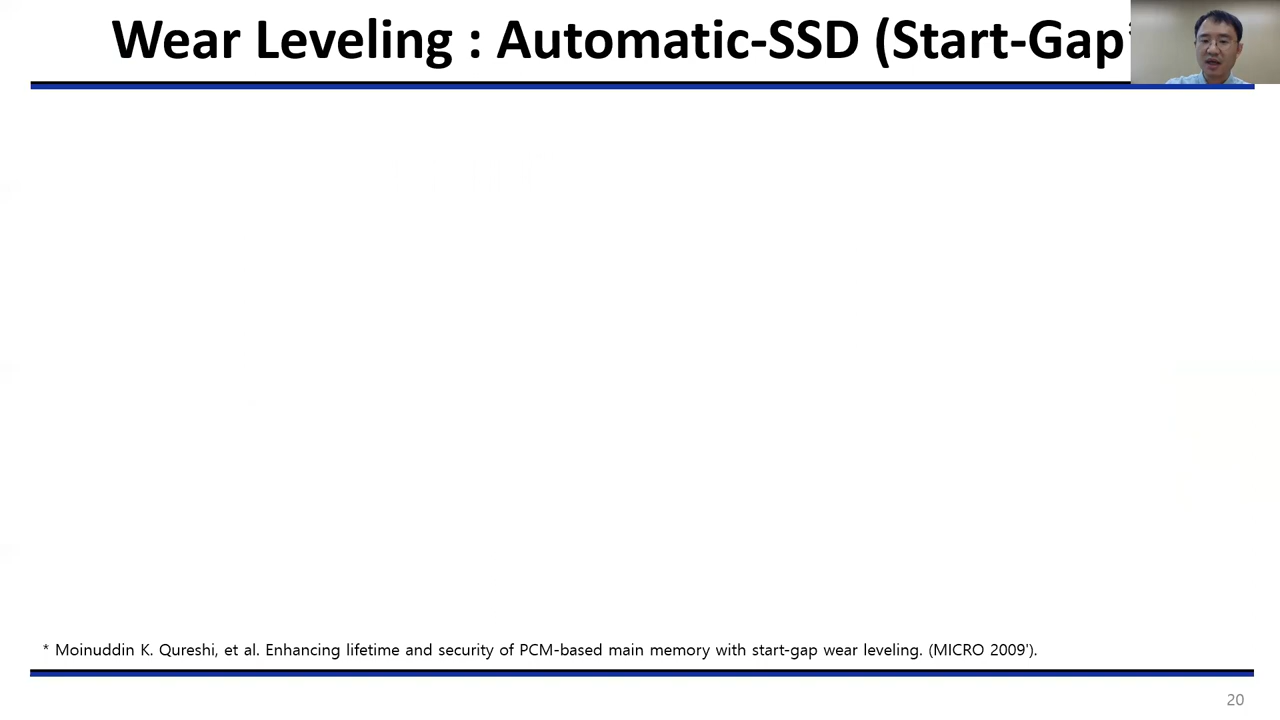 Wear Leveling : Automatic-SSD (Start-Gap*
* Moinuddin K. Qureshi, et al. Enhancing lifetime and security of PCM-based main memory with start-gap wear leveling. (MICRO 2009').
20